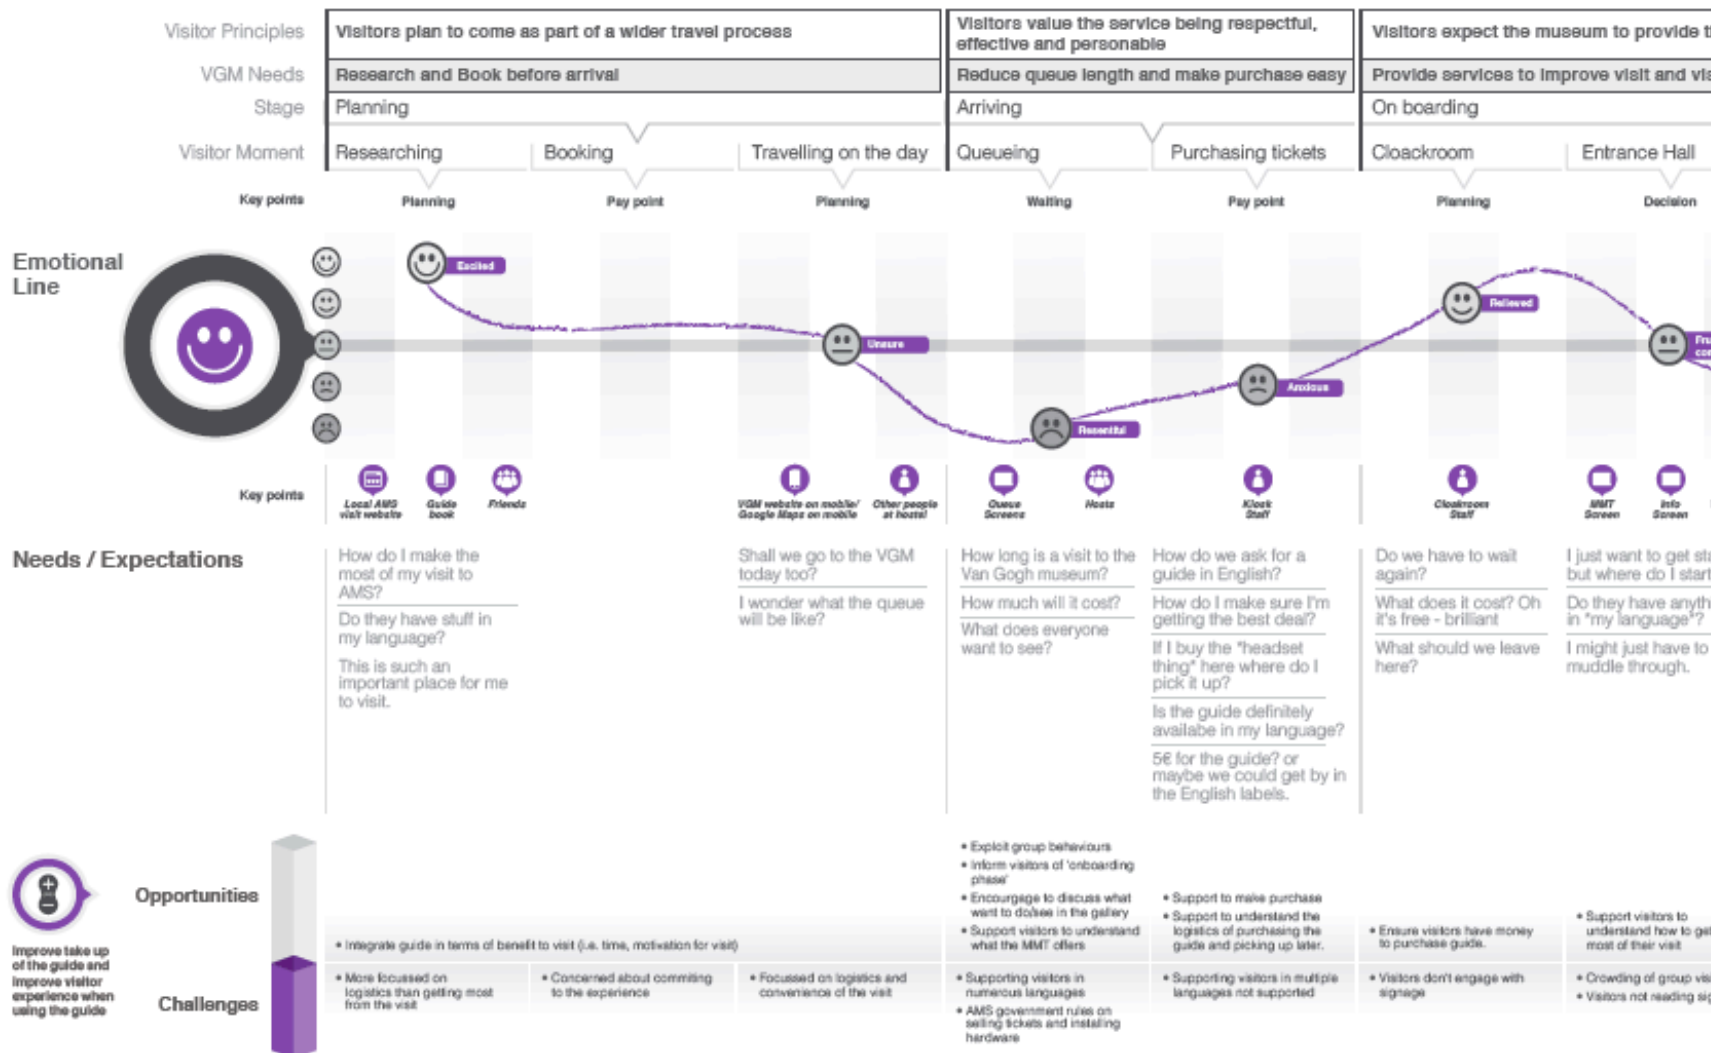 Visitor Principles
Visitors plan to come as part of a wider travel process
Visitors value the service being respectful,
effective and personable
Visitors expect the museum to provide
VGM Needs
Research and Book before arrival
Reduce queue length and make purchase easy
Provide services to improve visit and
Stage
Planning
Arriving
On boarding
Visitor Moment
Researching
Booking
Travelling on the day
Queueing
Purchasing tickets
Cloackroom
Entrance Hall
Key points
Planning
Pay point
Planning
Waiting
Pay point
Planning
Decision
Emotional
Line
Excited
Unsure
Resentful
Anxious
Relieved
Key points
Local AMS
visit website
Guide
book
Friends
VGM website on mobile/
Google Maps on mobile
Other people
at hostel
Queue
Screens
Hosts
Kiosk
Staff
Cloakroom
Staff
MMT
Screen
Info
Screen
Needs / Expectations
How do I make the
most of my visit to
AMS?
Do they have stuff in
my language?
This is such an
important place for me
to visit.
Shall we go to the VGM
today too?
I wonder what the queue
will be like?
How long is a visit to the
Van Gogh museum?
How much will it cost?
What does everyone
want to see?
How do we ask for a
guide in English?
How do I make sure I'm
getting the best deal?
If I buy the "headset
thing" here where do I
pick it up?
Is the guide definitely
availabe in my language?
5€ for the guide? or
maybe we could get by in
the English labels.
Do we have to wait
again?
What does it cost? Oh
it's free - brilliant
What should we leave
here?
I just want to get
but where do I start
Do they have
in "my language"?
I might just have to
muddle through.
Improve take up
of the guide and
improve visitor
experience when
using the guide
Opportunities
• Integrate guide in terms of benefit to visit (i.e. time, motivation for visit)
• Exploit group behaviours
• Inform visitors of 'onboarding
phase'
• Encourgage to discuss what
want to do/see in the gallery
• Support visitors to understand
what the MMT offers
• Support to make purchase
• Support to understand the
logistics of purchasing the
guide and picking up later.
• Ensure visitors have money
to purchase guide.
• Support visitors to
understand how to get
most of their visit
Challenges
• More focussed on
logistics than getting most
from the visit
• Concerned about commiting
to the experience
• Focussed on logistics and
convenience of the visit
• Supporting visitors in
numerous languages
• AMS government rules on
selling tickets and installing
hardware
• Supporting visitors in multiple
languages not supported
• Visitors don't engage with
signage
• Crowding of group
• Visitors not reading